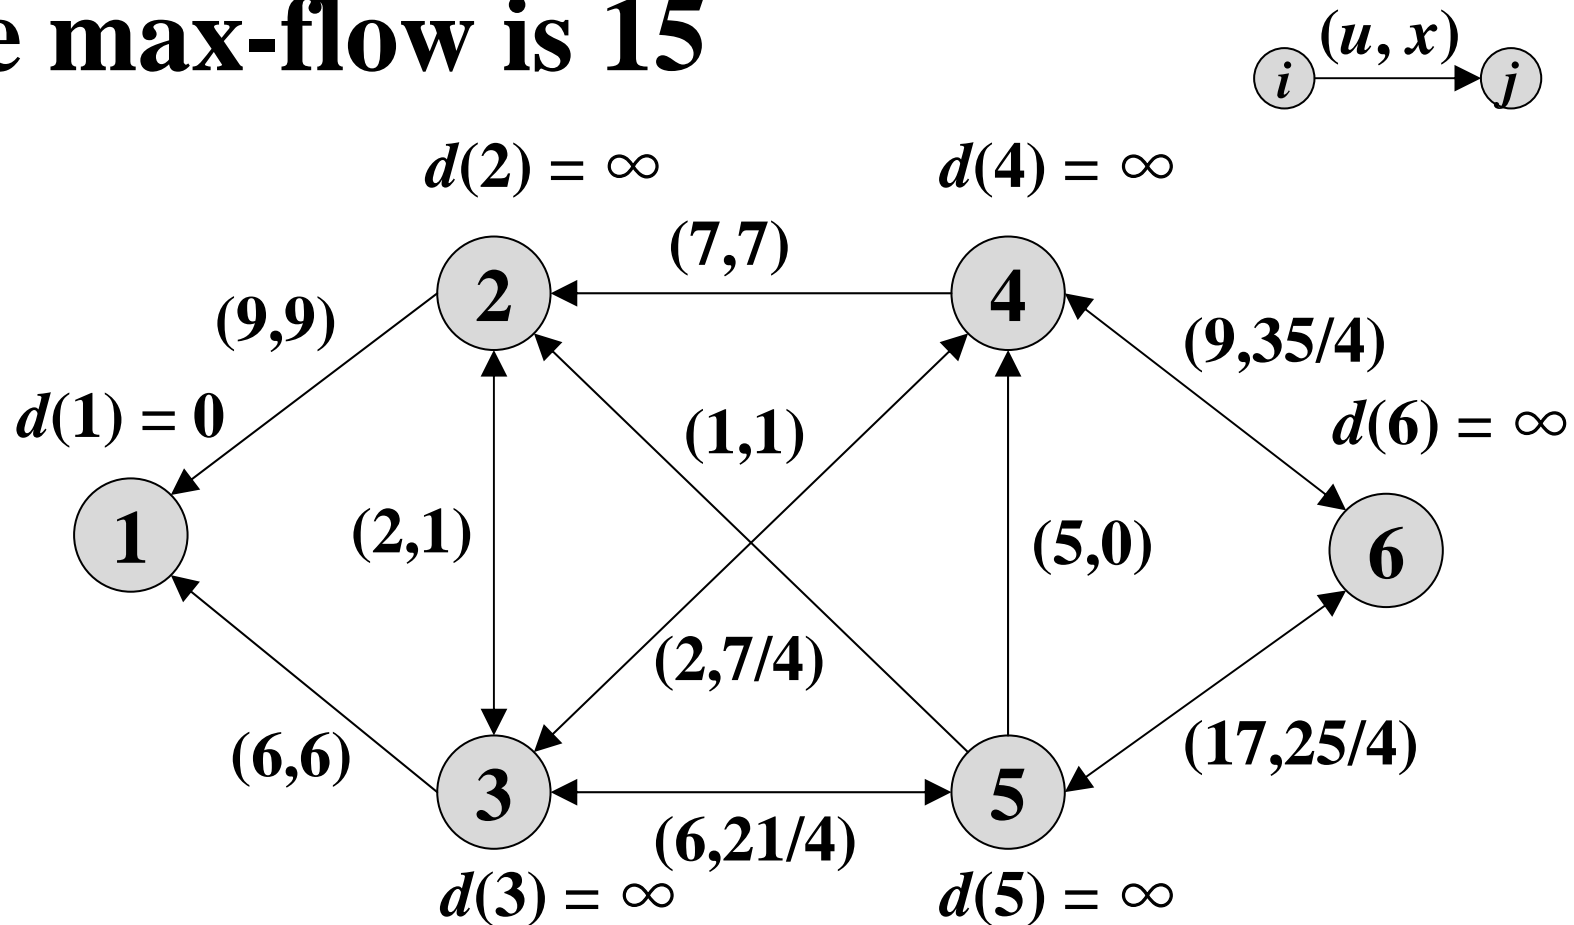 e max-flow is 15
(u, x)
i
j
d(2) = ∞
d(4) = ∞
(7,7)
2
4
(9,9)
(9,35/4)
d(1) = 0
(1,1)
d(6) = ∞
1
(2,1)
(5,0)
6
(2,7/4)
(6,6)
(17,25/4)
3
5
(6,21/4)
d(3) = ∞
d(5) = ∞